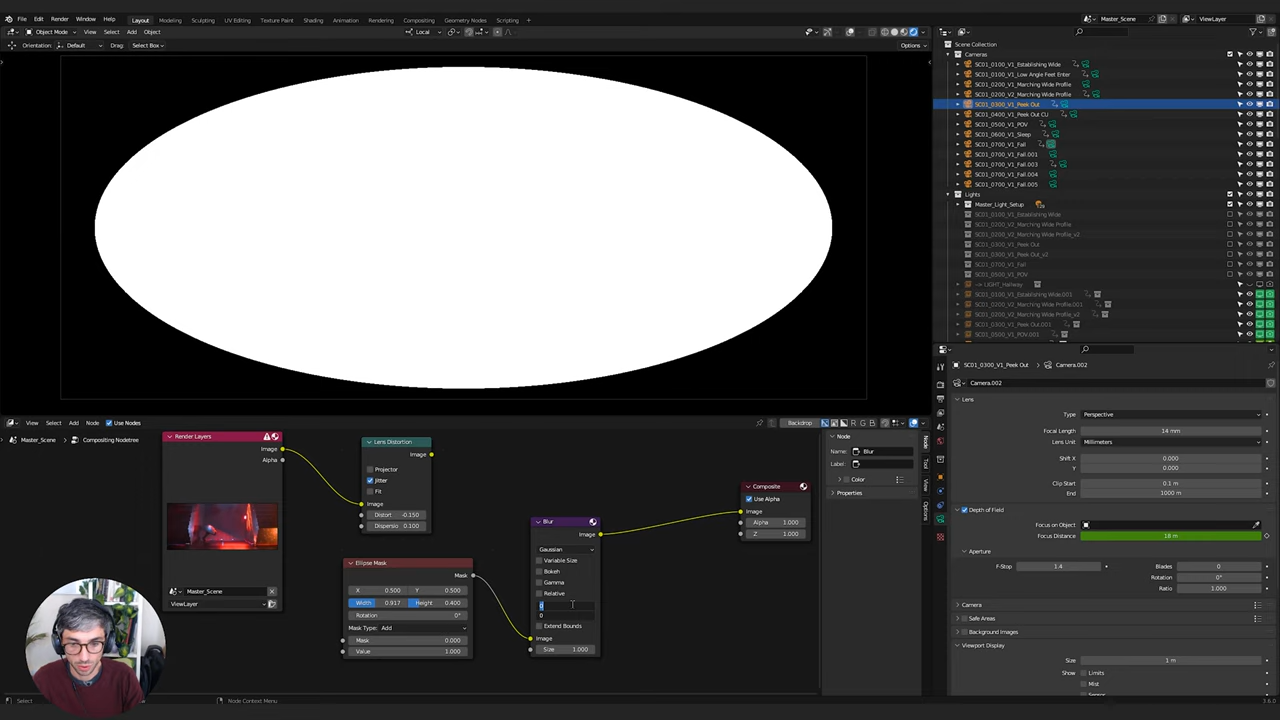 File Edit Render Window Help Layout Modeling Sculpting UV Editing Texture Paint Shading Animation Rendering Compositing Geometry Nodes Scripting + Master_Scene ViewLayer
Object Mode View Select Add Object Local
Orientation: Default Drag: Select Box Options
Scene Collection
Cameras
SC01_0100_V1_Establishing Wide
SC01_0100_V1_Low Angle Feet Enter
SC01_0200_V1_Marching Wide Profile
SC01_0200_V2_Marching Wide Profile
SC01_0300_V1_Peek Out
SC01_0400_V1_Peek Out CU
SC01_0500_V1_POV
SC01_0600_V1_Sleep
SC01_0700_V1_Fall
SC01_0700_V1_Fall.001
SC01_0700_V1_Fall.003
SC01_0700_V1_Fall.004
SC01_0700_V1_Fall.005
Lights
Master_Light_Setup
SC01_0100_V1_Establishing Wide
SC01_0200_V2_Marching Wide Profile
SC01_0200_V2_Marching Wide Profile_v2
SC01_0300_V1_Peek Out
SC01_0300_V1_Peek Out_v2
SC01_0700_V1_Fall
SC01_0500_V1_POV
-> LIGHT_Hallway
SC01_0100_V1_Establishing Wide.001
SC01_0200_V2_Marching Wide Profile.001
SC01_0200_V2_Marching Wide Profile_v2
SC01_0300_V1_Peek Out.001
SC01_0500_V1_POV.001
SC01_0300_V1_Peek Out Camera.002
Camera.002
Lens
Type Perspective
Focal Length 14 mm
Lens Unit Millimeters
Shift X 0.000
Y 0.000
Clip Start 0.1 m
End 1000 m
Depth of Field
Focus on Object
Focus Distance 18 m
Aperture
F-Stop 1.4
Blades 0
Rotation 0°
Ratio 1.000
Camera
Safe Areas
Background Images
Viewport Display
Size 1 m
Show Limits
Mist
View Select Add Node Use Nodes Backdrop R G B
Master_Scene Compositing Nodetree
Render Layers
Image
Alpha
Master_Scene
ViewLayer
Lens Distortion
Image
Projector
Jitter
Fit
Image
Distort -0.150
Dispersio 0.100
Ellipse Mask
Mask
X 0.500 Y 0.500
Width 0.917 Height 0.400
Rotation 0°
Mask Type: Add
Mask 0.000
Value 1.000
Blur
Image
Gaussian
Variable Size
Bokeh
Gamma
Relative
0
0
Extend Bounds
Image
Size 1.000
Composite
Use Alpha
Image
Alpha 1.000
Z 1.000
Node
Name: Blur
Label:
Color
Properties
Node
Tool
View
Options
Select Node Context Menu 3.6.0